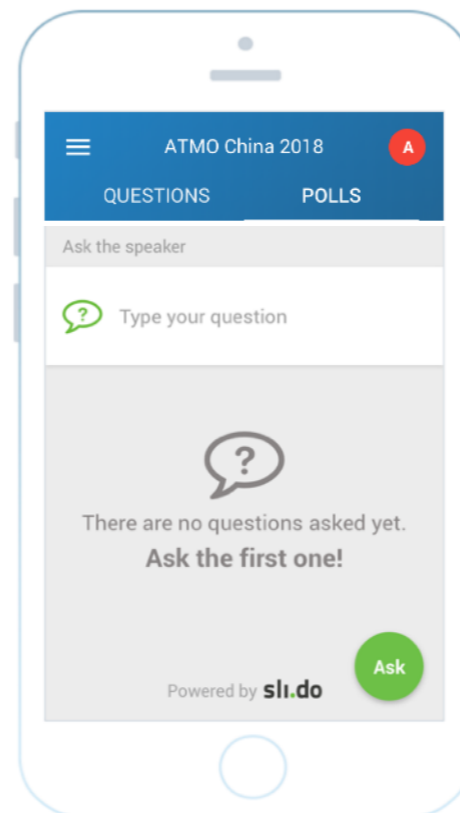 ATMO China 2018
A
QUESTIONS POLLS
Ask the speaker
?
Type your question
?
There are no questions asked yet.
Ask the first one!
Ask
Powered by slı.do